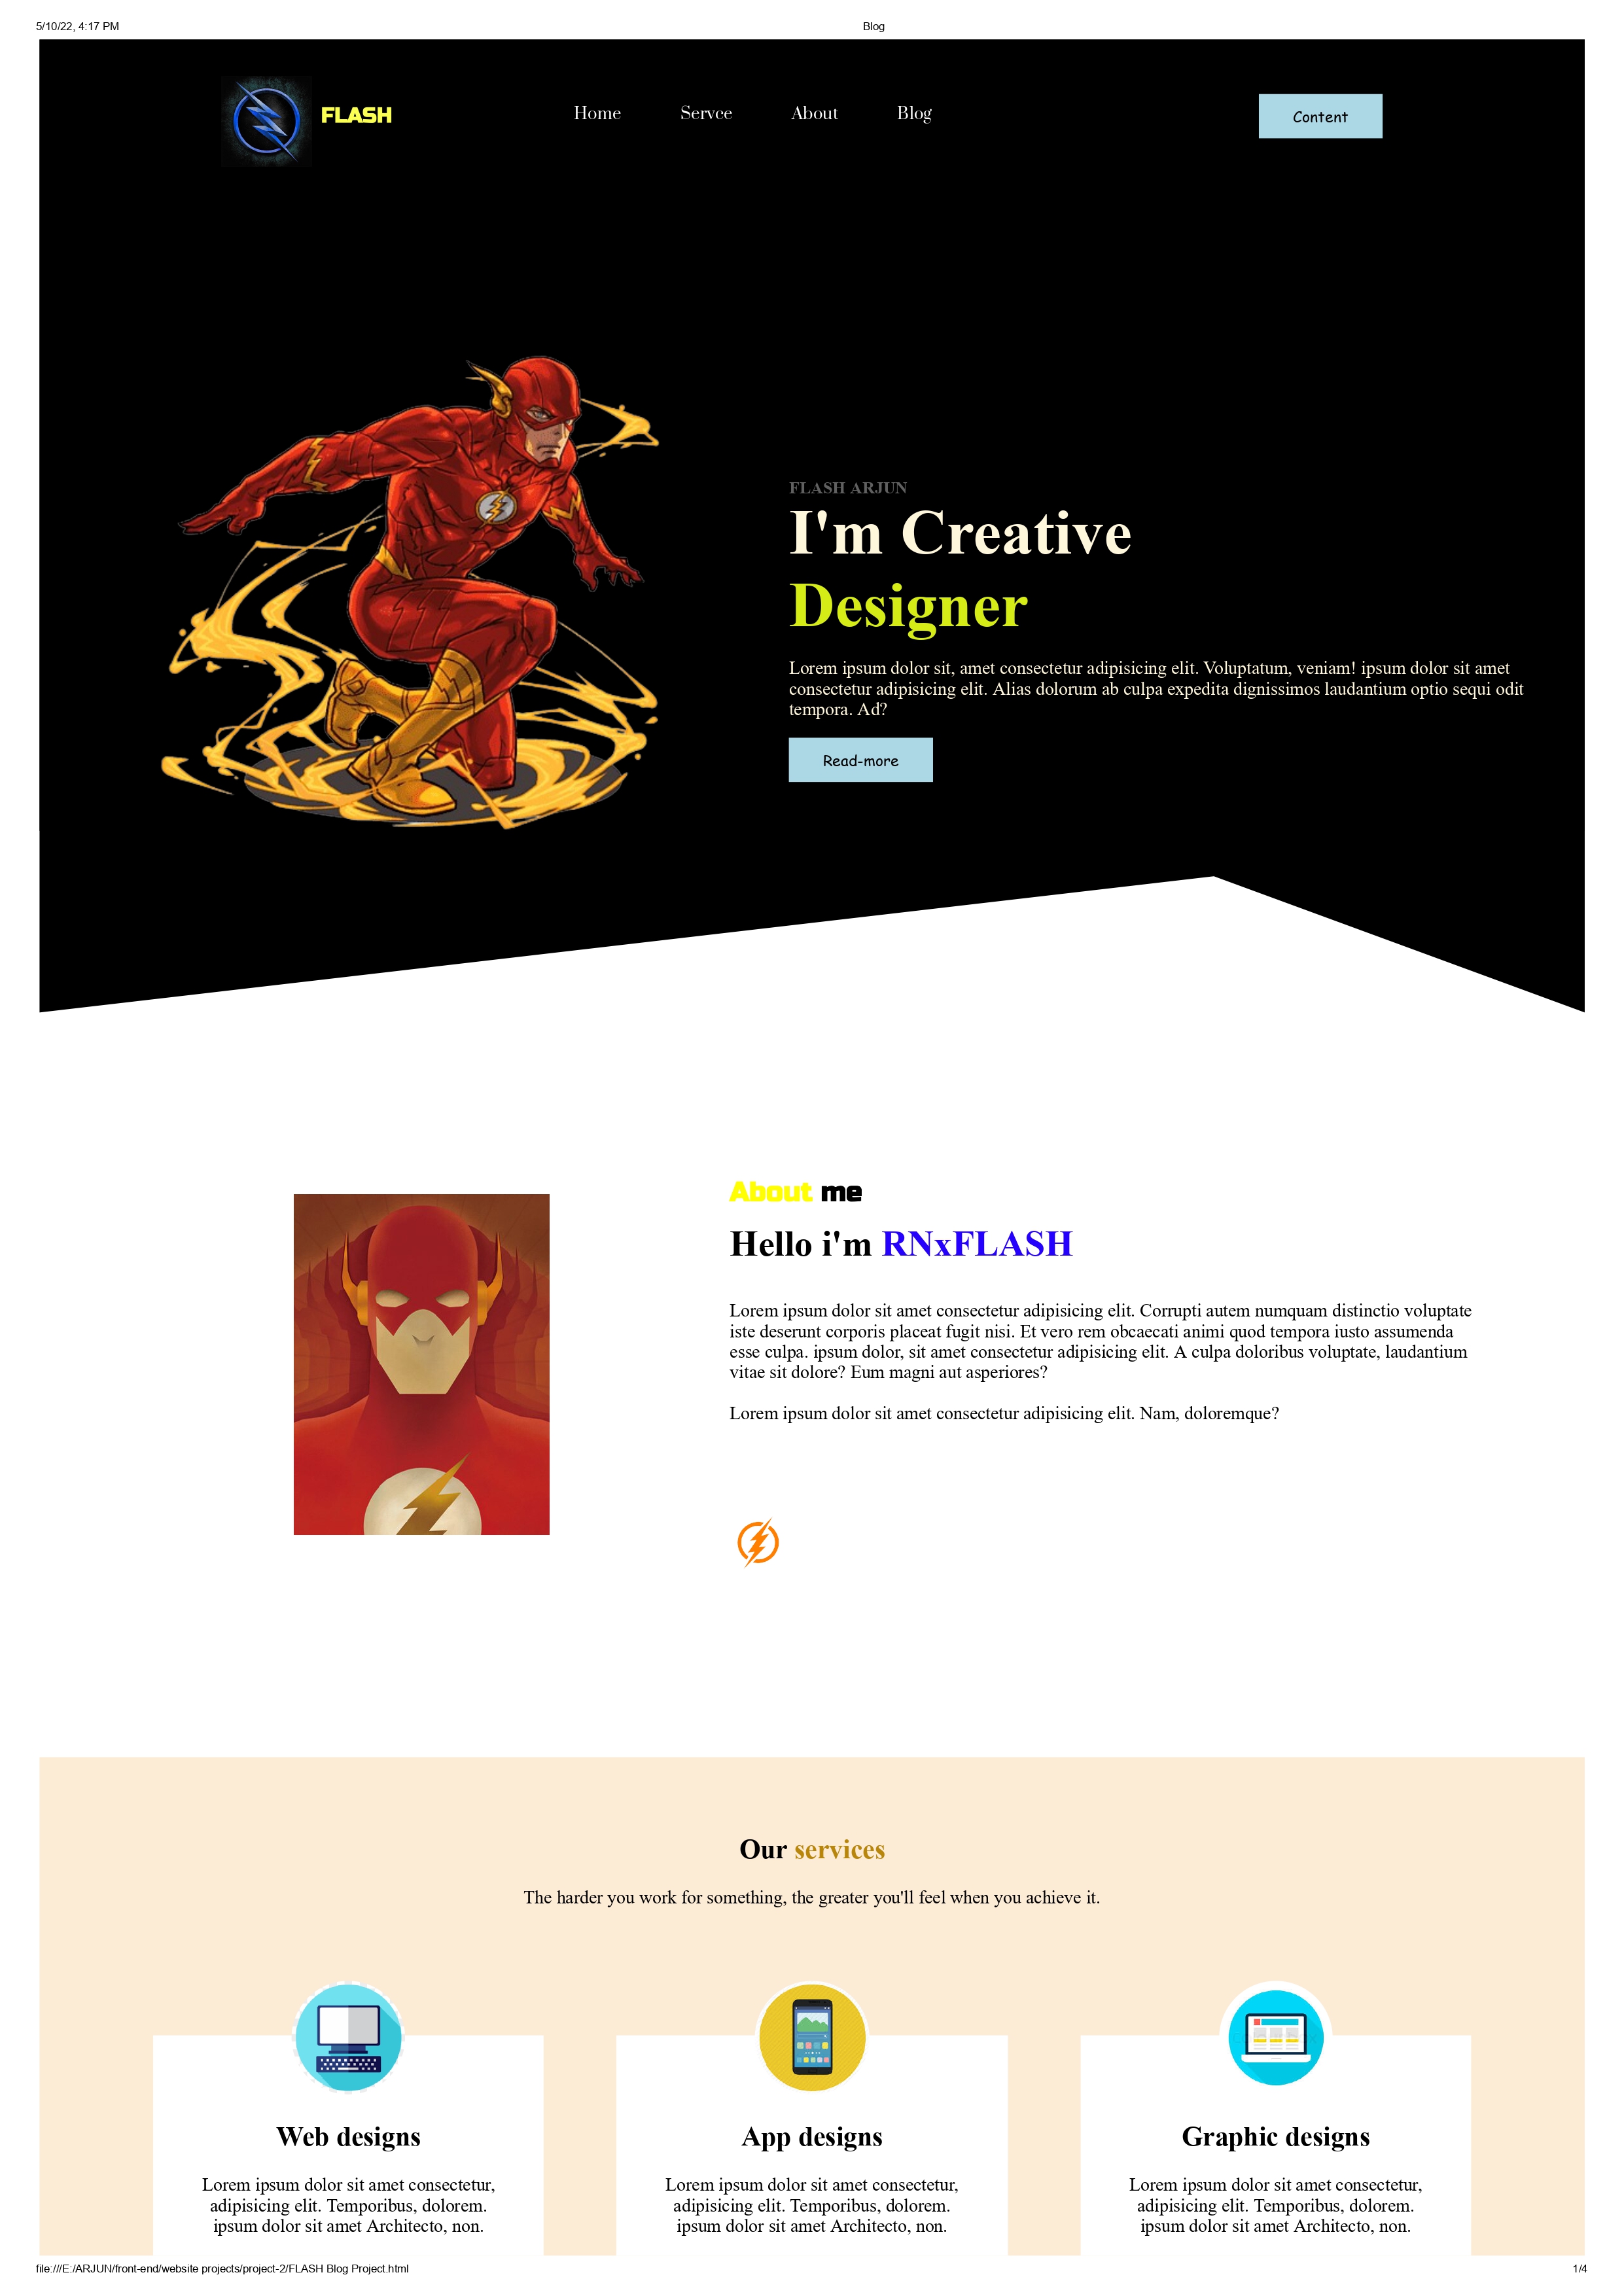 5/10/22, 4:17 PM
Blog
FLASH
Home
Servce
About
Blog
Content
FLASH ARJUN
I'm Creative
Designer
Lorem ipsum dolor sit, amet consectetur adipisicing elit. Voluptatum, veniam! ipsum dolor sit amet
consectetur adipisicing elit. Alias dolorum ab culpa expedita dignissimos laudantium optio sequi odit
tempora. Ad?
Read-more
About me
Hello i'm RNxFLASH
Lorem ipsum dolor sit amet consectetur adipisicing elit. Corrupti autem numquam distinctio voluptate
iste deserunt corporis placeat fugit nisi. Et vero rem obcaecati animi quod tempora iusto assumenda
esse culpa. ipsum dolor, sit amet consectetur adipisicing elit. A culpa doloribus voluptate, laudantium
vitae sit dolore? Eum magni aut asperiores?
Lorem ipsum dolor sit amet consectetur adipisicing elit. Nam, doloremque?
Our services
The harder you work for something, the greater you'll feel when you achieve it.
Web designs
Lorem ipsum dolor sit amet consectetur,
adipisicing elit. Temporibus, dolorem.
ipsum dolor sit amet Architecto, non.
App designs
Lorem ipsum dolor sit amet consectetur,
adipisicing elit. Temporibus, dolorem.
ipsum dolor sit amet Architecto, non.
Graphic designs
Lorem ipsum dolor sit amet consectetur,
adipisicing elit. Temporibus, dolorem.
ipsum dolor sit amet Architecto, non.
file:///E:/ARJUN/front-end/website projects/project-2/FLASH Blog Project.html
1/4